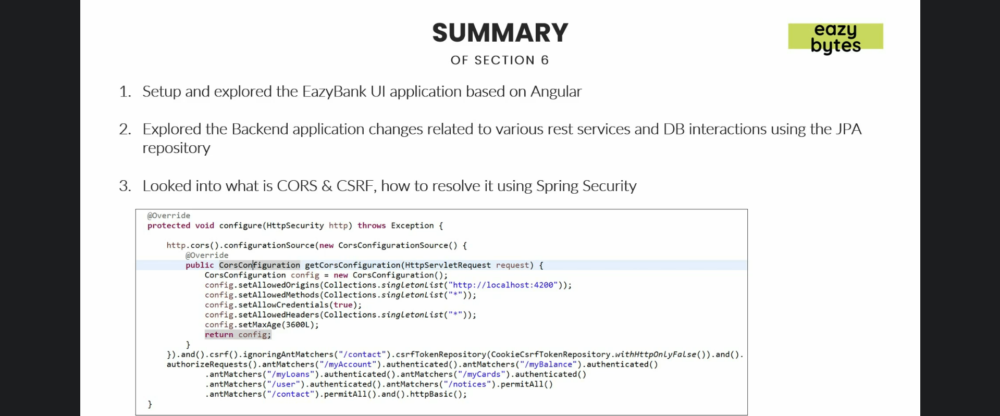 SUMMARY
eazy
bytes
OF SECTION 6
1. Setup and explored the EazyBank UI application based on Angular
2. Explored the Backend application changes related to various rest services and DB interactions using the JPA
repository
3. Looked into what is CORS & CSRF, how to resolve it using Spring Security
@Override
protected void configure(HttpSecurity http) throws Exception {
http.cors().configurationSource(new CorsConfigurationSource() {
@Override
public CorsConfiguration getCorsConfiguration(HttpServletRequest request) {
CorsConfiguration config = new CorsConfiguration();
config.setAllowedOrigins(Collections.singletonList("http://localhost:4200"));
config.setAllowedMethods(Collections.singletonList("*"));
config.setAllowCredentials(true);
config.setAllowedHeaders(Collections.singletonList("*"));
config.setMaxAge(3600L);
return config;
}
}).and().csrf().ignoringAntMatchers("/contact").csrfTokenRepository(CookieCsrfTokenRepository.withHttpOnlyFalse()).and().
authorizeRequests().antMatchers("/myAccount").authenticated().antMatchers("/myBalance").authenticated()
.antMatchers("/myLoans").authenticated().antMatchers("/myCards").authenticated()
.antMatchers("/user").authenticated().antMatchers("/notices").permitAll()
.antMatchers("/contact").permitAll().and().httpBasic();
}